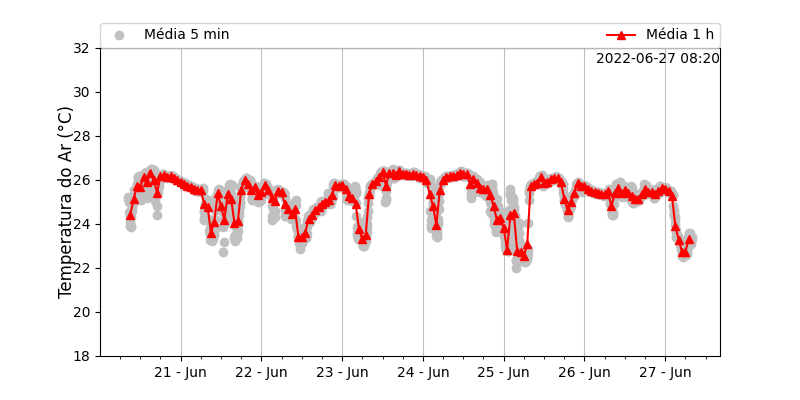 Média 5 min
Média 1 h
2022-06-27 08:20
Temperatura do Ar (°C)
32
30
28
26
24
22
20
18
21 - Jun
22 - Jun
23 - Jun
24 - Jun
25 - Jun
26 - Jun
27 - Jun